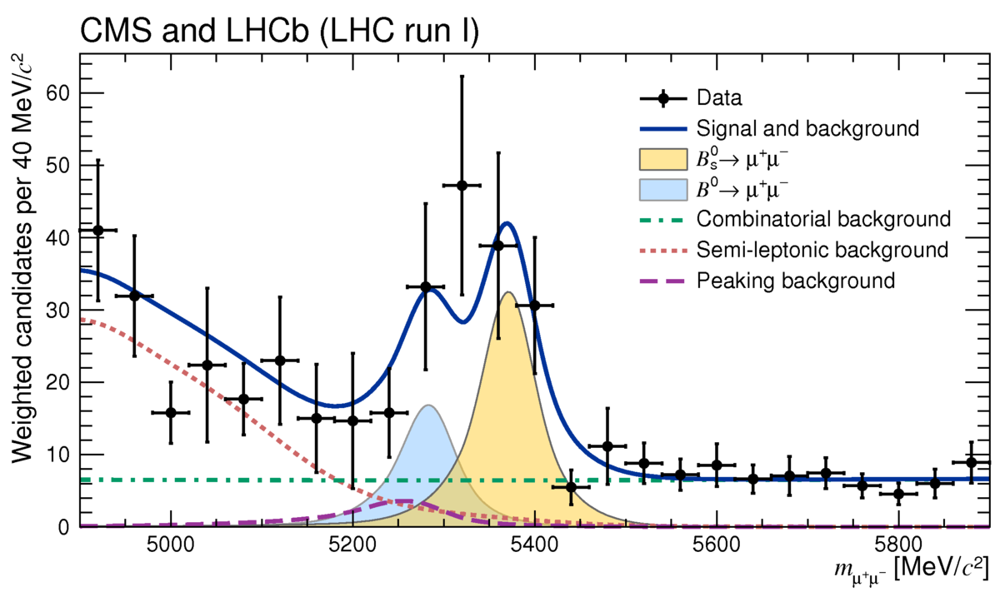 CMS and LHCb (LHC run I)
Weighted candidates per 40 MeV/c²
60
50
40
30
20
10
0
Data
Signal and background
B⁰ₛ→ μ⁺μ⁻
B⁰→ μ⁺μ⁻
Combinatorial background
Semi-leptonic background
Peaking background
5000 5200 5400 5600 5800
m_μ⁺μ⁻ [MeV/c²]